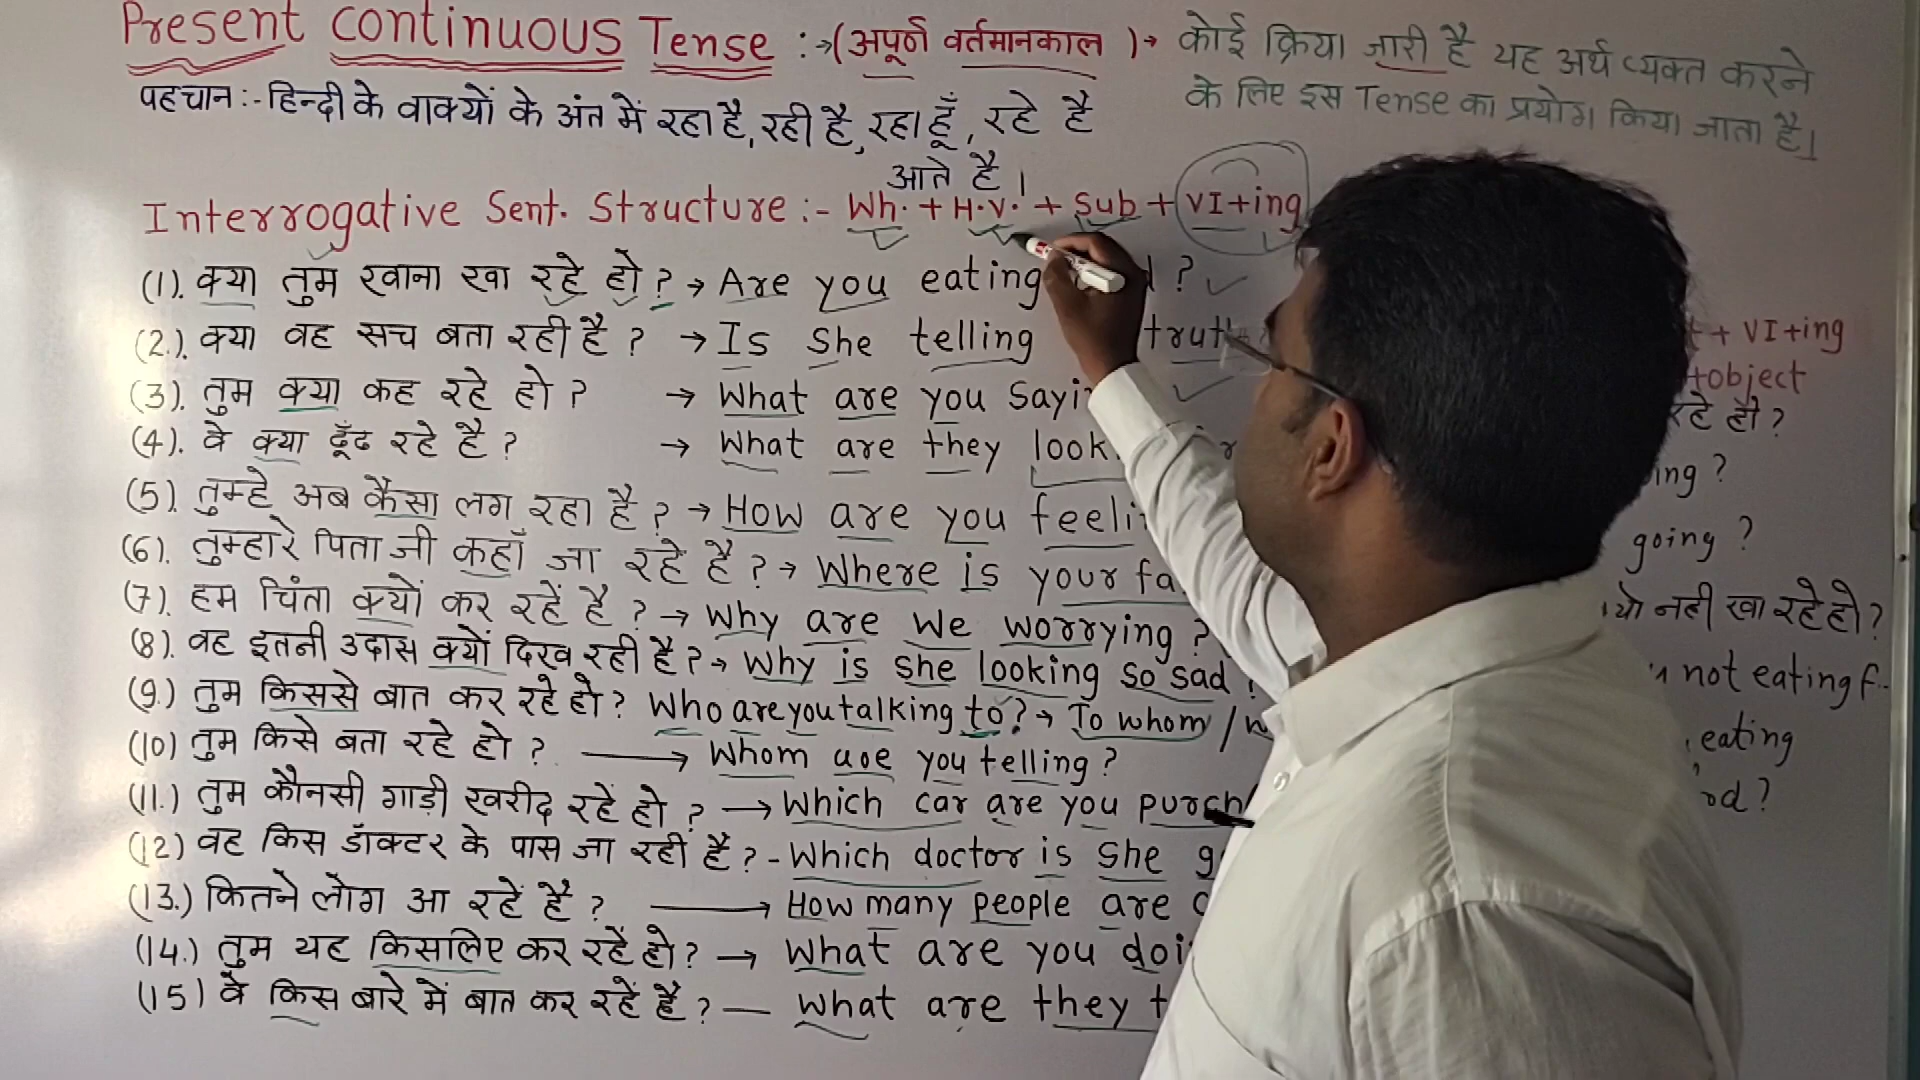 Present continuous Tense :→(अपूर्ण वर्तमानकाल )→ कोई क्रिया जारी है यह अर्थ व्यक्त करने
के लिए इस Tense का प्रयोग किया जाता है।
पहचान :- हिन्दी के वाक्यों के अंत में रहा है, रही है, रहा हूँ, रहे है
आते है।
Interrogative Sent. Structure :- Wh. + H.V. + Sub + VI+ing
(1). क्या तुम खाना खा रहे हो ? → Are you eating ?
(2.). क्या वह सच बता रही है ? → Is she telling
(3). तुम क्या कह रहे हो ? → What are you
(4). वे क्या ढूँढ रहे है ? → What are they
(5). तुम्हे अब कैसा लग रहा है ? → How are you
(6). तुम्हारे पिता जी कहाँ जा रहे है ? → Where is your
(7). हम चिंता क्यों कर रहें है ? → Why are we worrying ?
(8). वह इतनी उदास क्यों दिख रही है ? → Why is she looking so sad ?
(9.) तुम किससे बात कर रहे हो ? Who are you talking to ? → To whom /
(10) तुम किसे बता रहे हो ? → Whom are you telling ?
(11.) तुम कौनसी गाड़ी खरीद रहें हो ? → Which car are you
(12) वह किस डॉक्टर के पास जा रही है ? - Which doctor is she
(13.) कितने लोग आ रहें है ? → How many people are
(14.) तुम यह किसलिए कर रहें हो ? → What are you
(15) वे किस बारे में बात कर रहें है ? — What are they
+ VI+ing
+object
रहे हो ?
ing ?
going ?
नही खा रहे हो ?
not eating f..
eating